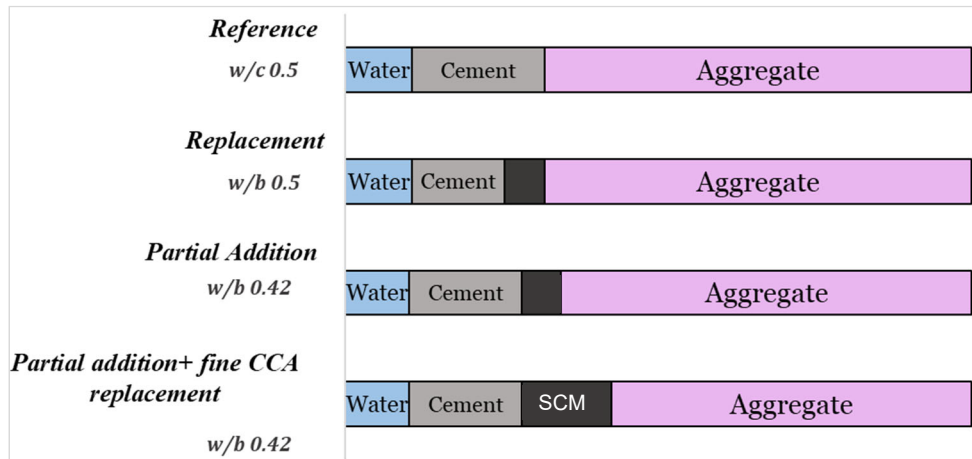 Reference
w/c 0.5
Water Cement Aggregate
Replacement
w/b 0.5
Water Cement Aggregate
Partial Addition
w/b 0.42
Water Cement Aggregate
Partial addition+ fine CCA
replacement
w/b 0.42
Water Cement SCM Aggregate